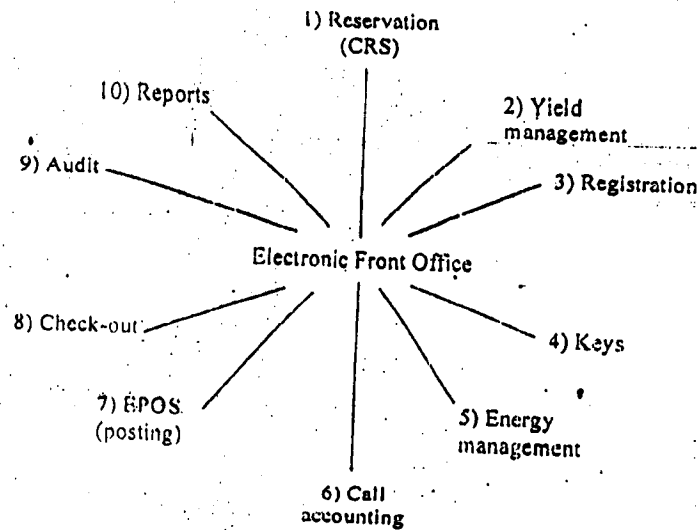 1) Reservation
(CRS)
2) Yield
management
3) Registration
4) Keys
5) Energy
management
6) Call
accounting
7) EPOS
(posting)
8) Check-out
9) Audit
10) Reports
Electronic Front Office